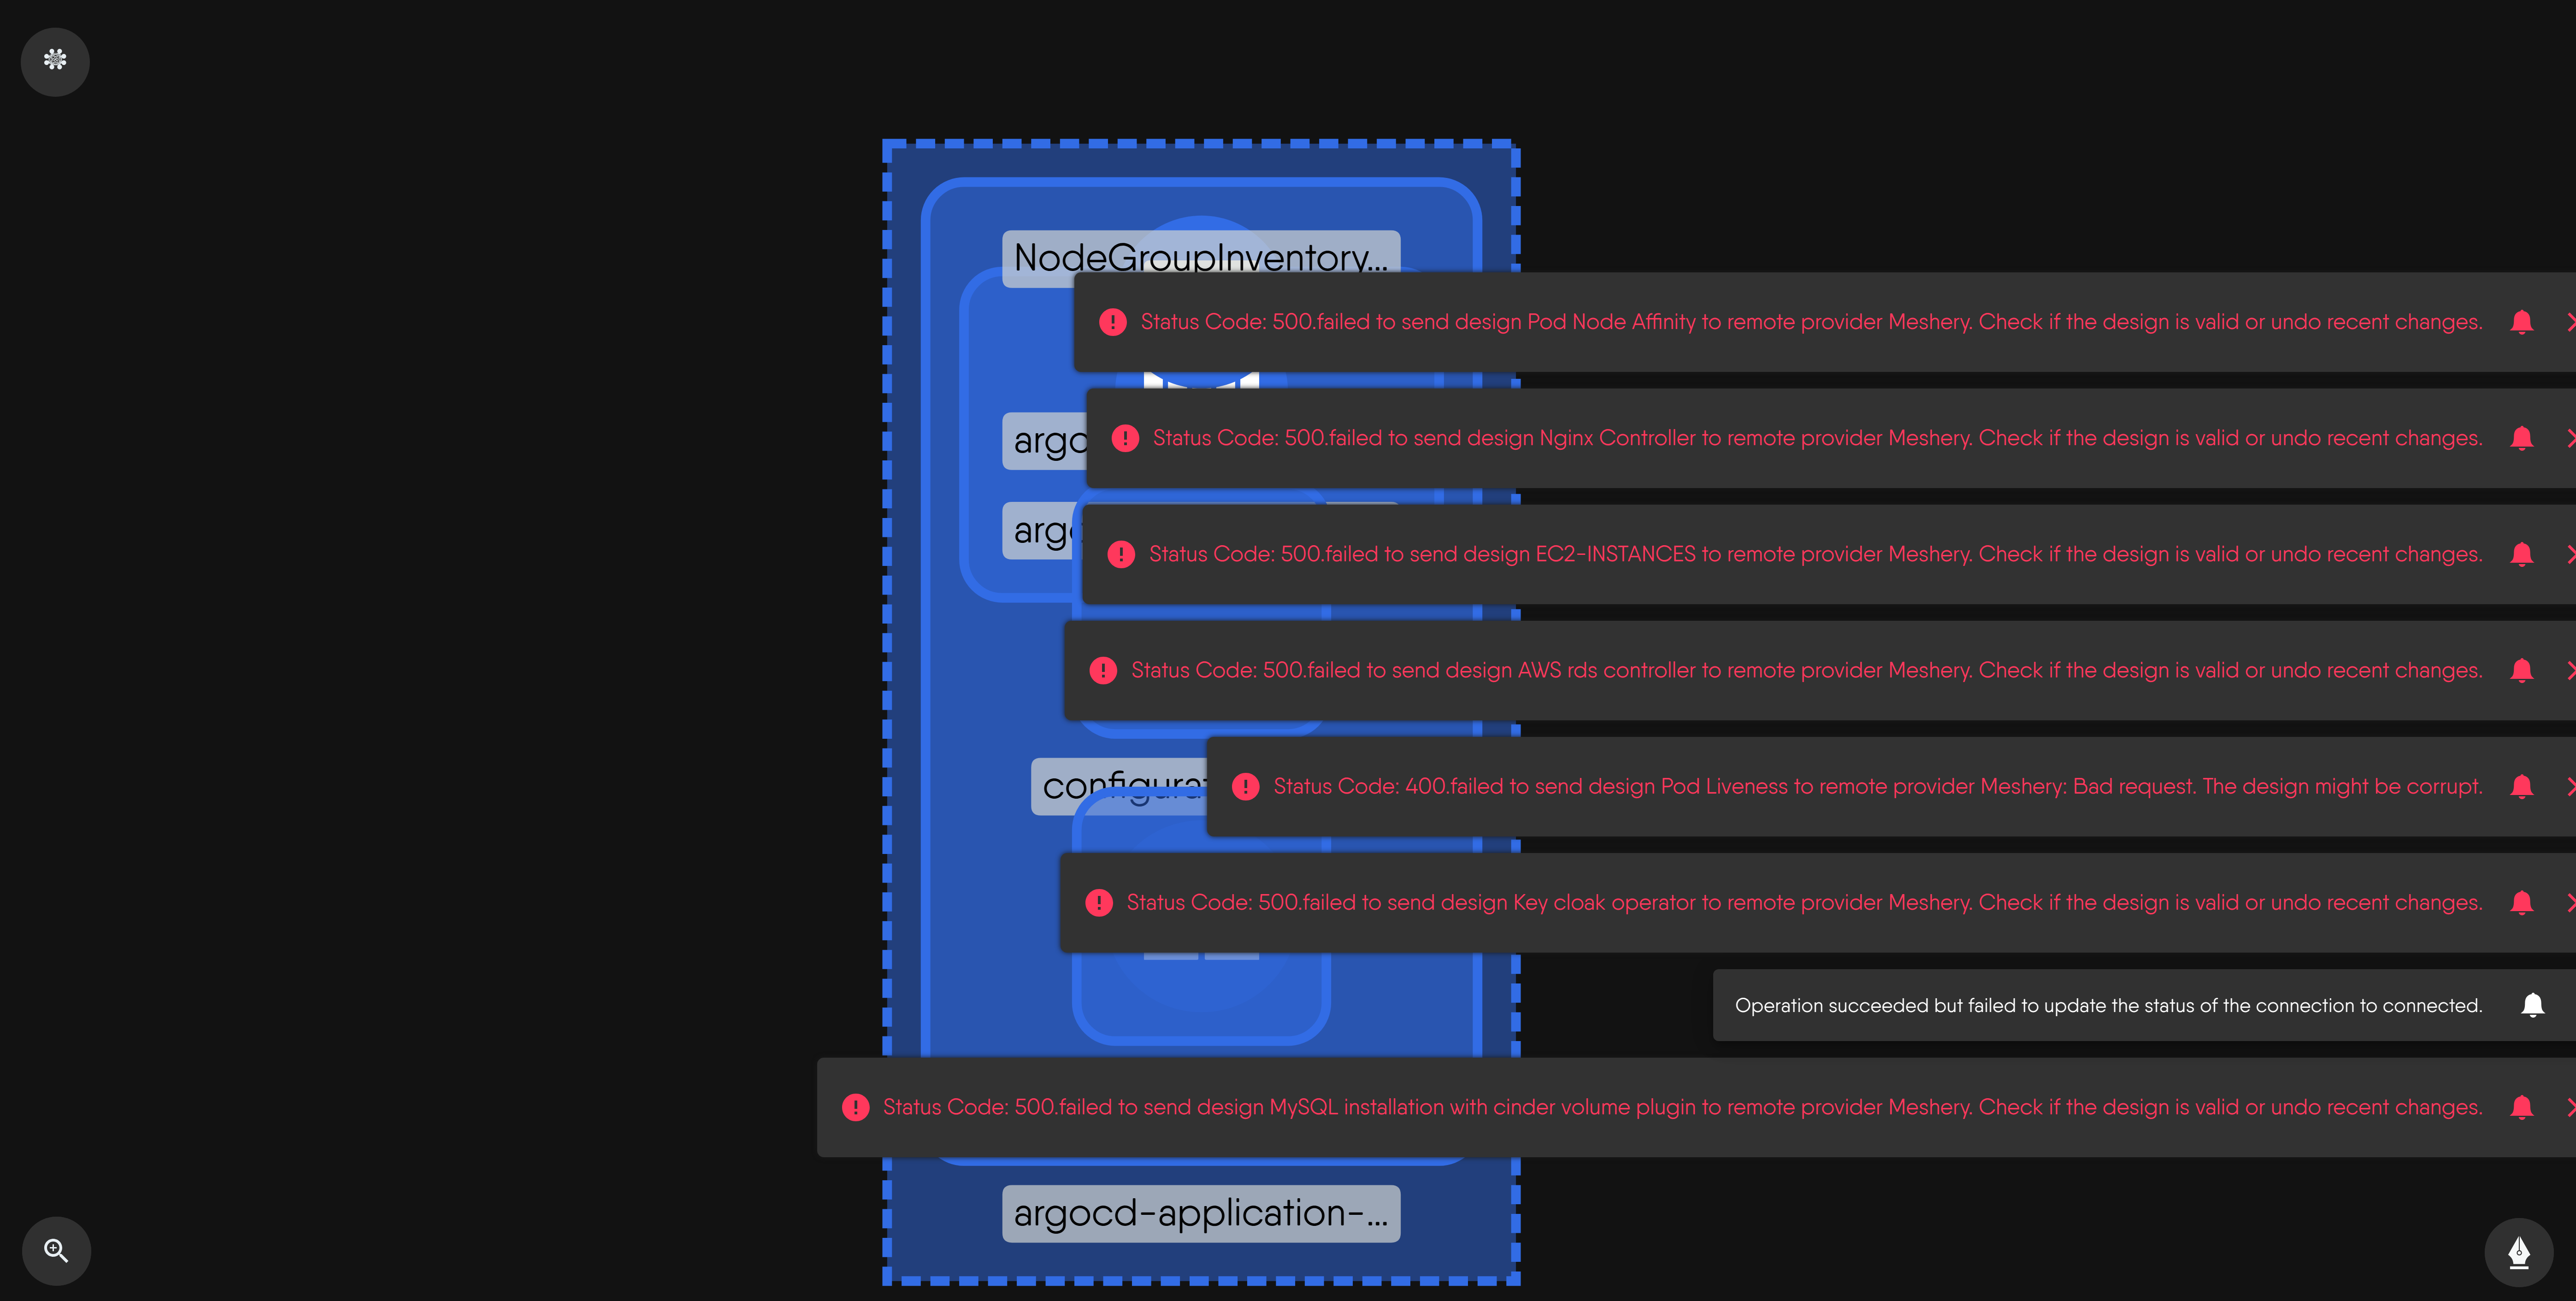 NodeGroupInventory...
Status Code: 500.failed to send design Pod Node Affinity to remote provider Meshery. Check if the design is valid or undo recent changes.
Status Code: 500.failed to send design Nginx Controller to remote provider Meshery. Check if the design is valid or undo recent changes.
Status Code: 500.failed to send design EC2-INSTANCES to remote provider Meshery. Check if the design is valid or undo recent changes.
Status Code: 500.failed to send design AWS rds controller to remote provider Meshery. Check if the design is valid or undo recent changes.
Status Code: 400.failed to send design Pod Liveness to remote provider Meshery: Bad request. The design might be corrupt.
Status Code: 500.failed to send design Key cloak operator to remote provider Meshery. Check if the design is valid or undo recent changes.
Operation succeeded but failed to update the status of the connection to connected.
Status Code: 500.failed to send design MySQL installation with cinder volume plugin to remote provider Meshery. Check if the design is valid or undo recent changes.
argocd-application-...